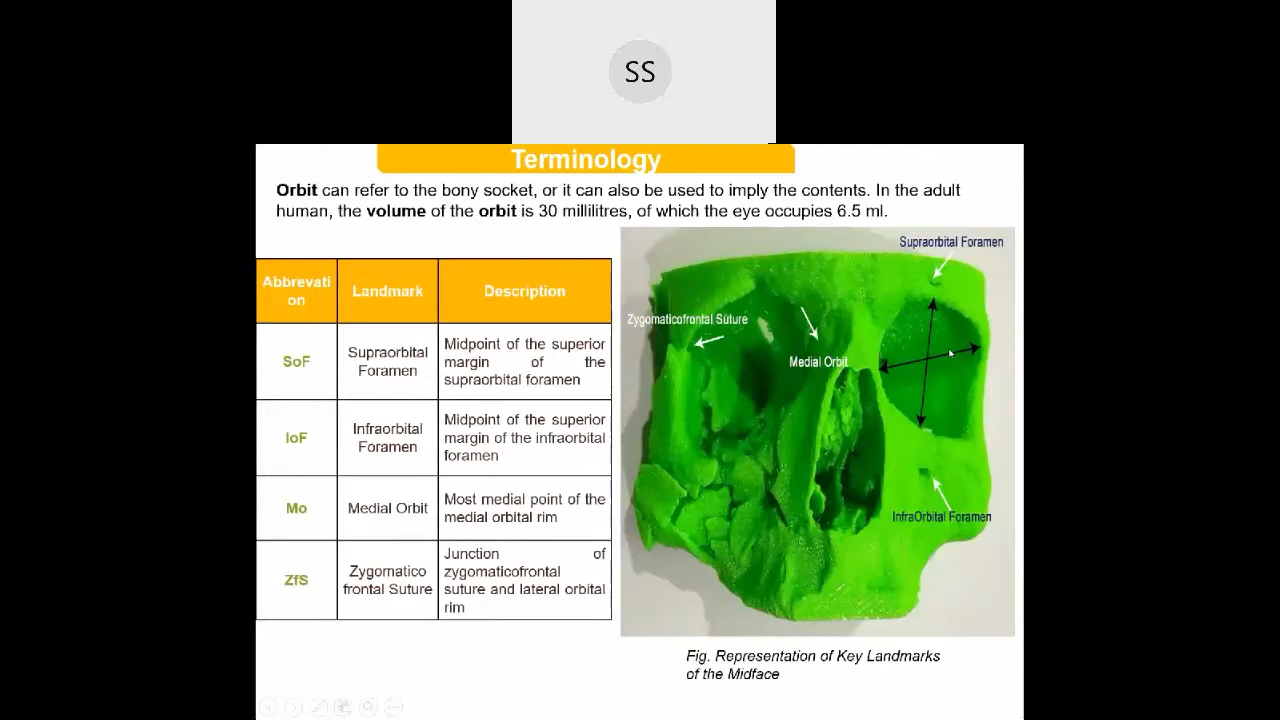 SS
Terminology
Orbit can refer to the bony socket, or it can also be used to imply the contents. In the adult
human, the volume of the orbit is 30 millilitres, of which the eye occupies 6.5 ml.
Abbrevati
on
Landmark
Description
SoF
Supraorbital
Foramen
Midpoint of the superior
margin of the
supraorbital foramen
IoF
Infraorbital
Foramen
Midpoint of the superior
margin of the infraorbital
foramen
Mo
Medial Orbit
Most medial point of the
medial orbital rim
ZfS
Zygomatico
frontal Suture
Junction of
zygomaticofrontal
suture and lateral orbital
rim
Supraorbital Foramen
Zygomaticofrontal Suture
Medial Orbit
InfraOrbital Foramen
Fig. Representation of Key Landmarks
of the Midface